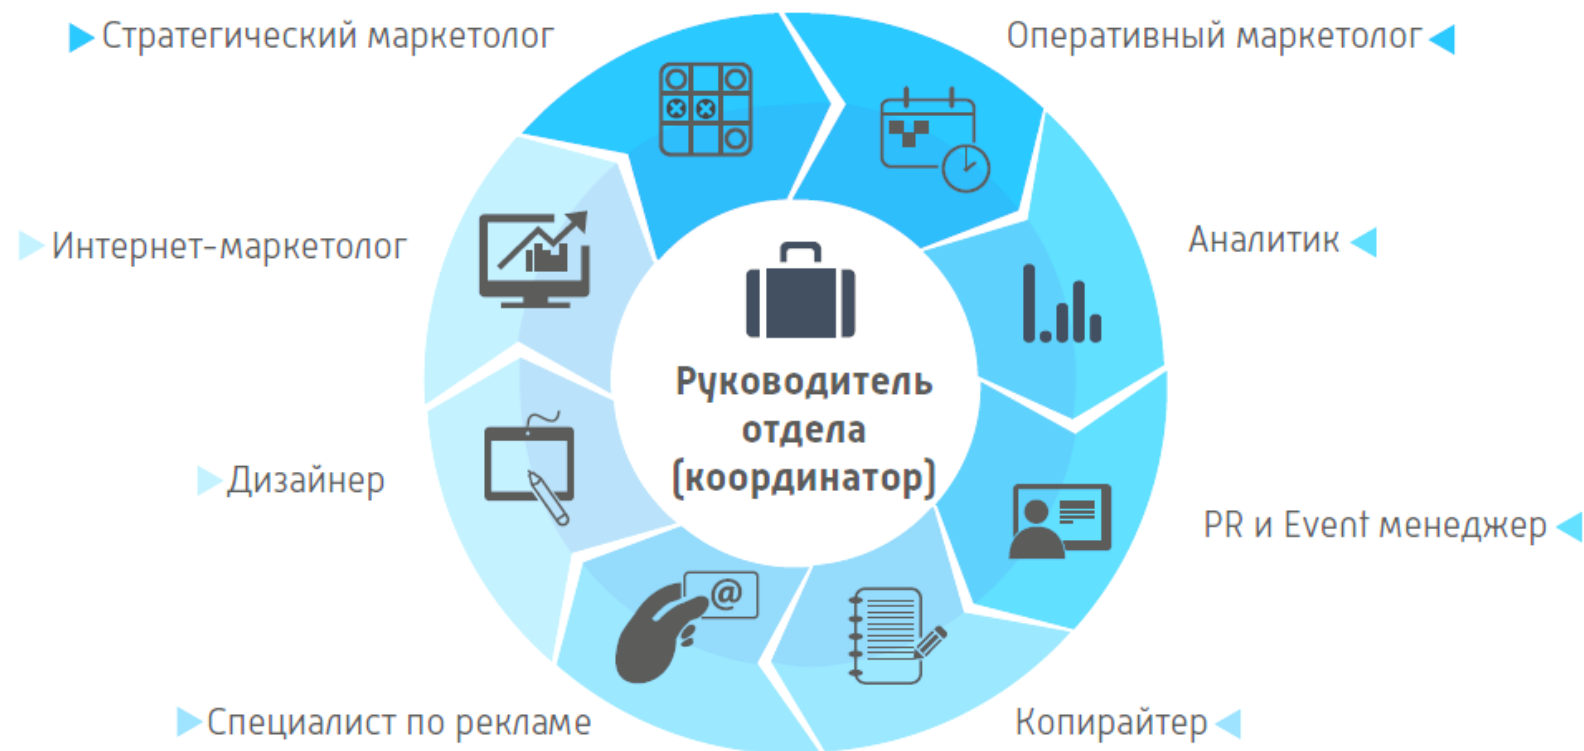 Стратегический маркетолог
Оперативный маркетолог
Интернет-маркетолог
Аналитик
Руководитель
отдела
(координатор)
Дизайнер
PR и Event менеджер
@
Специалист по рекламе
Копирайтер